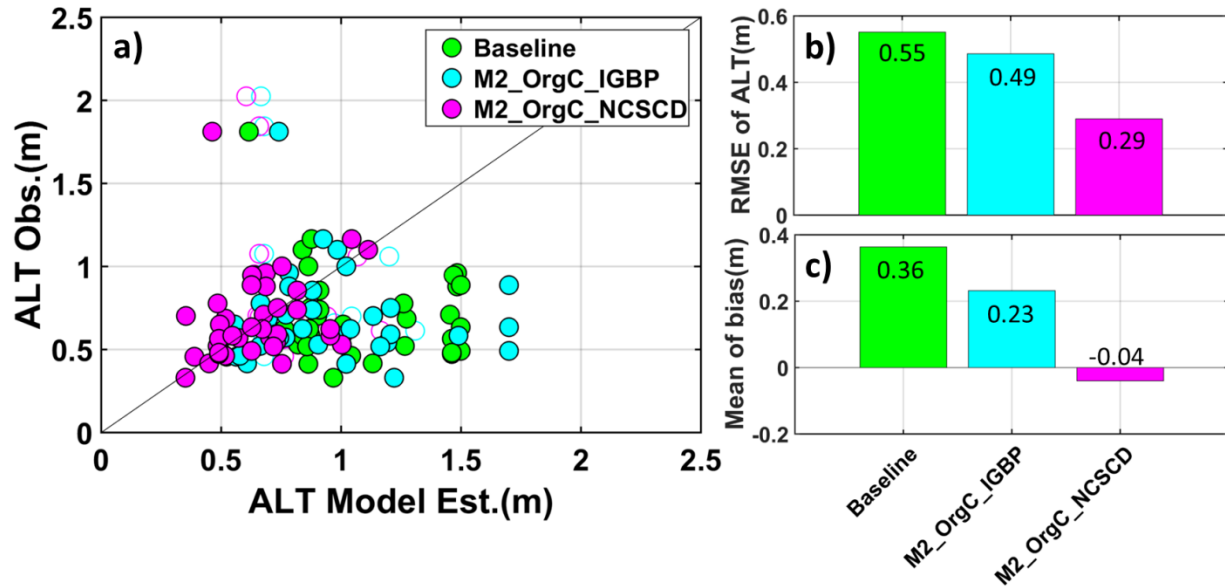 a)
Baseline
M2_OrgC_IGBP
M2_OrgC_NCSCD
ALT Obs.(m)
2.5
2
1.5
1
0.5
0
0 0.5 1 1.5 2 2.5
ALT Model Est.(m)
b)
RMSE of ALT(m)
0.6
0.4
0.2
0
0.55
0.49
0.29
c)
Mean of bias(m)
0.4
0.2
0
-0.2
0.36
0.23
-0.04
Baseline
M2_OrgC_IGBP
M2_OrgC_NCSCD